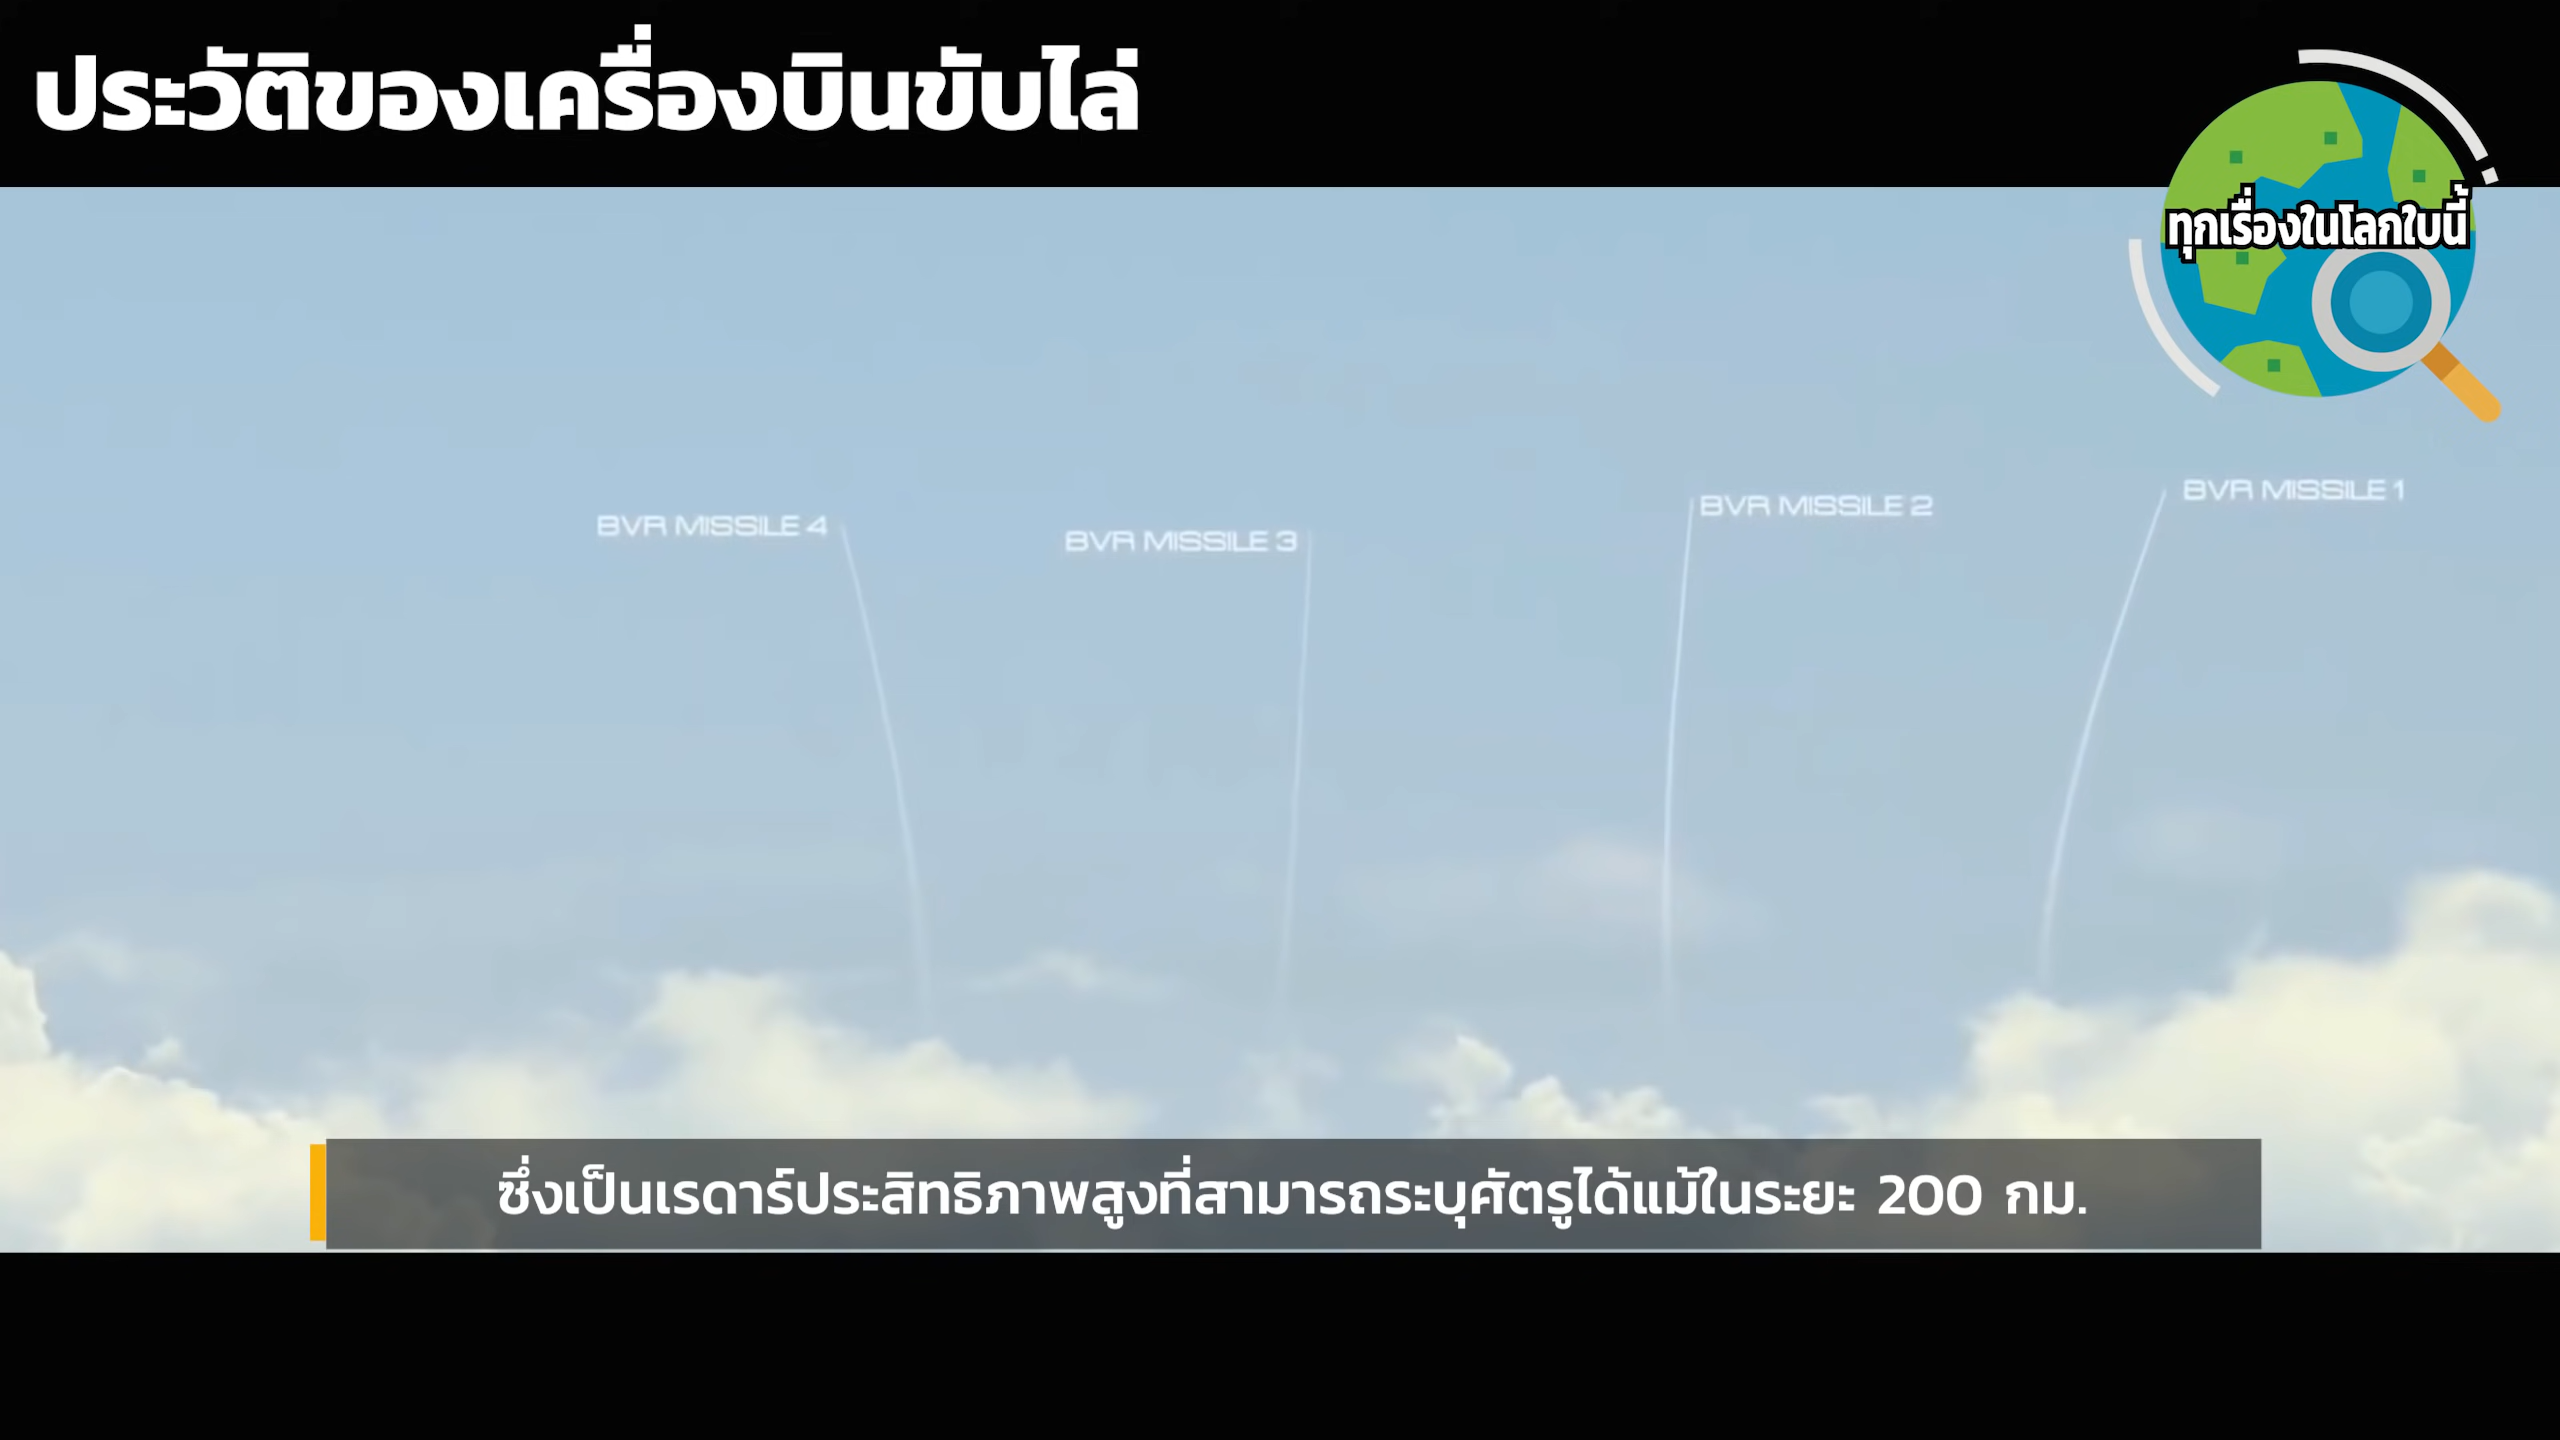 ประวัติของเครื่องบินขับไล่
ทุกเรื่องในโลกใบนี้
BVR MISSILE 4
BVR MISSILE 3
BVR MISSILE 2
BVR MISSILE 1
ซึ่งเป็นเรดาร์ประสิทธิภาพสูงที่สามารถระบุศัตรูได้แม้ในระยะ 200 กม.